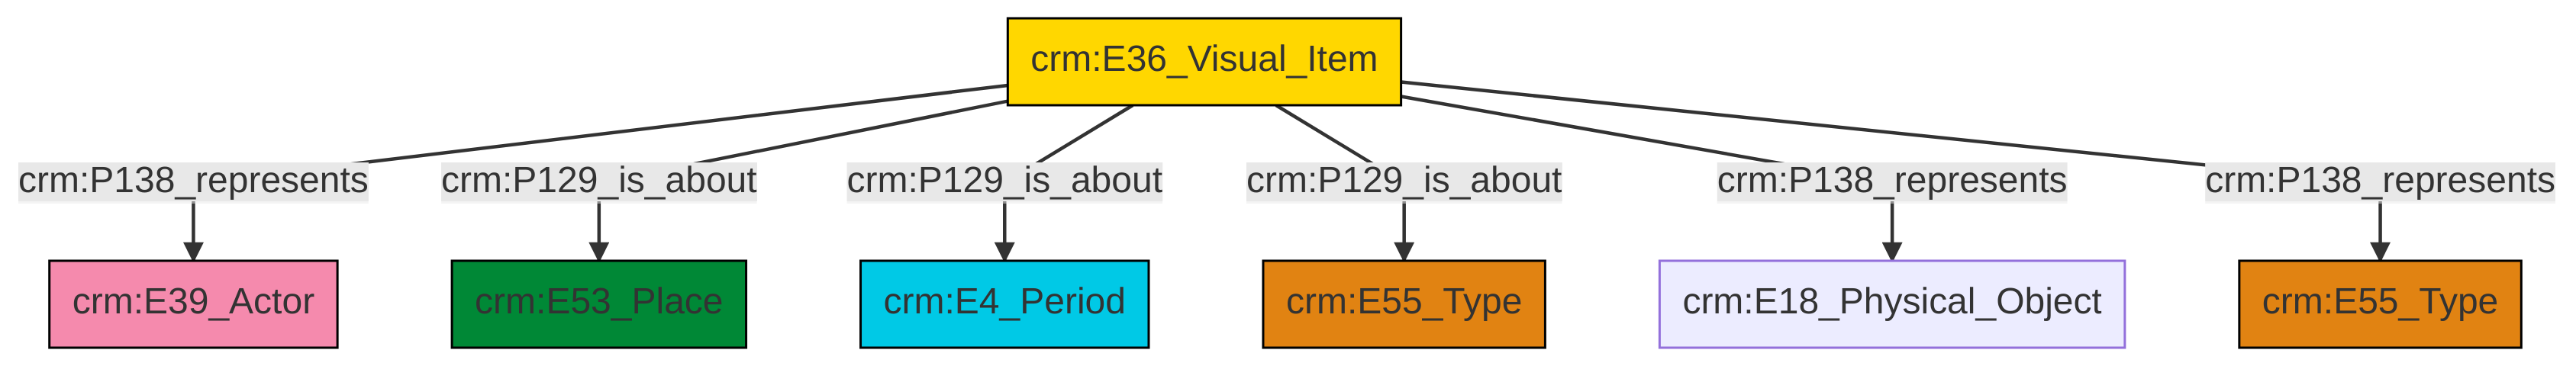 crm:E36_Visual_Item
crm:P138_represents
crm:P129_is_about
crm:P129_is_about
crm:P129_is_about
crm:P138_represents
crm:P138_represents
crm:E39_Actor
crm:E53_Place
crm:E4_Period
crm:E55_Type
crm:E18_Physical_Object
crm:E55_Type